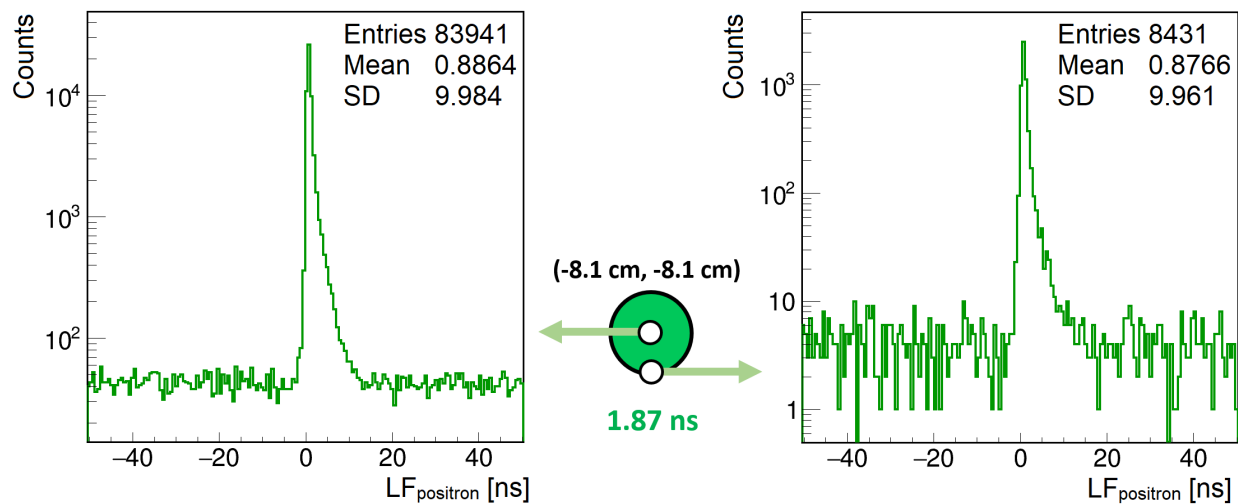 Counts
Entries 83941
Mean 0.8864
SD 9.984
10^4
10^3
10^2
−40 −20 0 20 40
LF_positron [ns]
(-8.1 cm, -8.1 cm)
1.87 ns
Counts
Entries 8431
Mean 0.8766
SD 9.961
10^3
10^2
10
1
−40 −20 0 20 40
LF_positron [ns]